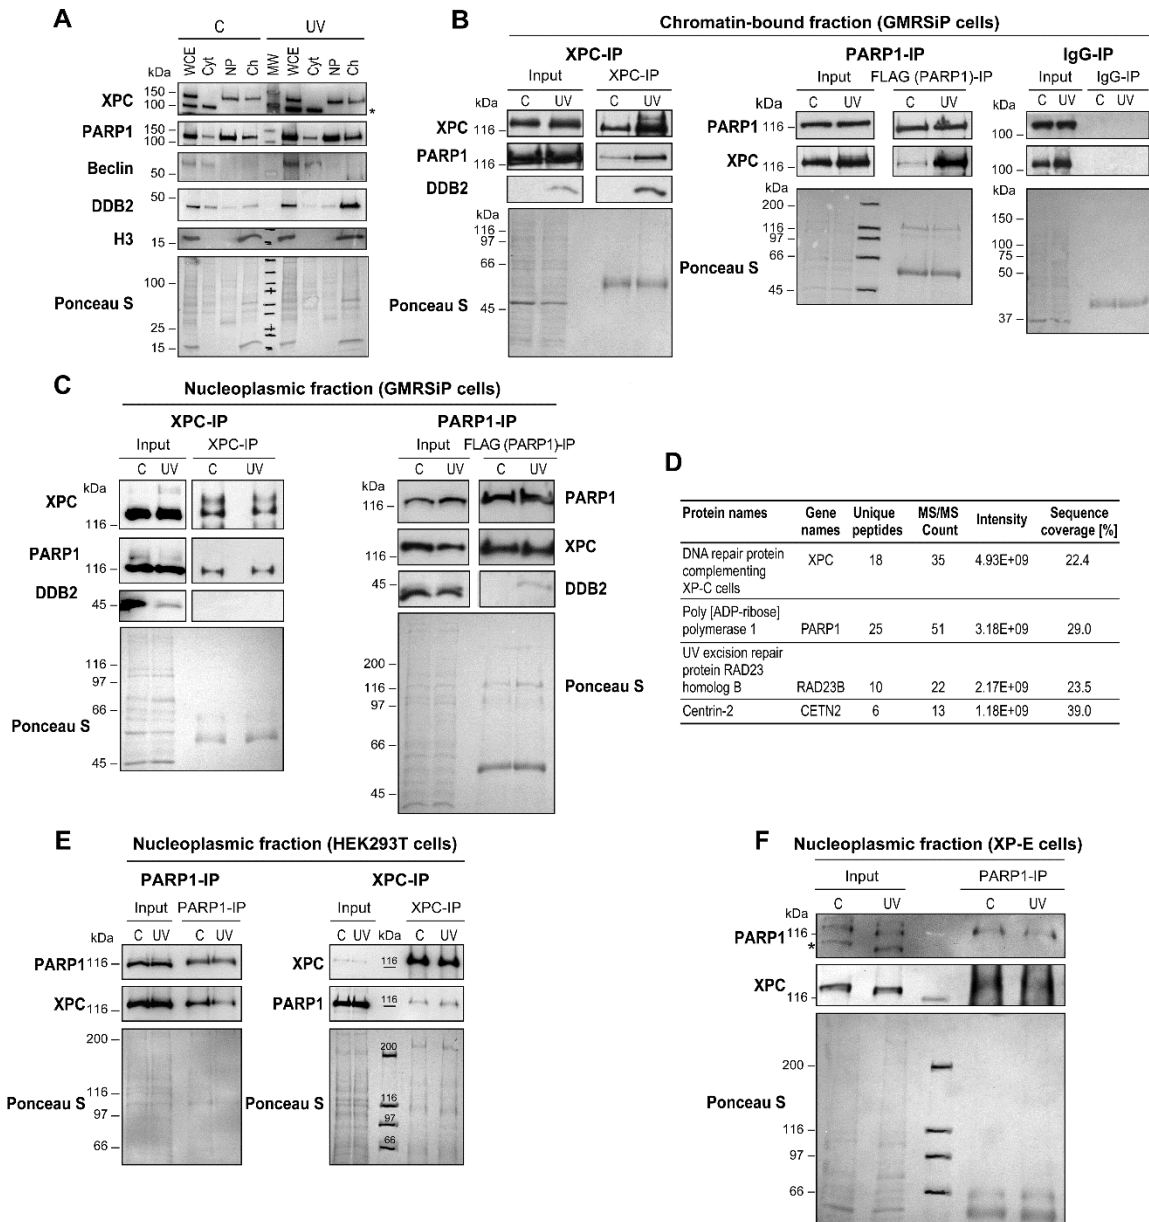 A
C UV
WCE Cyt NP Ch MW WCE Cyt NP Ch
kDa
XPC 150 100 *
PARP1 150 100
Beclin 50
DDB2 50
H3 15
Ponceau S 100 25 15
B
Chromatin-bound fraction (GMRSiP cells)
XPC-IP
Input XPC-IP
C UV C UV
kDa
XPC 116
PARP1 116
DDB2
kDa
116
97
66
45
Ponceau S
PARP1-IP
Input FLAG (PARP1)-IP
C UV C UV
kDa
PARP1 116
XPC 116
kDa
200
116
97
66
45
Ponceau S
IgG-IP
Input IgG-IP
C UV C UV
kDa
100
100
kDa
150
100
75
50
37
C
Nucleoplasmic fraction (GMRSiP cells)
XPC-IP
Input XPC-IP
C UV C UV
kDa
XPC 116
PARP1 116
DDB2 45
116
97
66
45
Ponceau S
PARP1-IP
Input FLAG (PARP1)-IP
C UV C UV
kDa
116 PARP1
116 XPC
45 DDB2
200
116
97
66
45
Ponceau S
D
Protein names Gene names Unique peptides MS/MS Count Intensity Sequence coverage [%]
DNA repair protein complementing XP-C cells XPC 18 35 4.93E+09 22.4
Poly [ADP-ribose] polymerase 1 PARP1 25 51 3.18E+09 29.0
UV excision repair protein RAD23 homolog B RAD23B 10 22 2.17E+09 23.5
Centrin-2 CETN2 6 13 1.18E+09 39.0
E
Nucleoplasmic fraction (HEK293T cells)
PARP1-IP
Input PARP1-IP
kDa C UV C UV
PARP1 116
XPC 116
200
116
97
66
Ponceau S
XPC-IP
Input XPC-IP
C UV kDa C UV
XPC 116
PARP1 116
200
116
97
66
Ponceau S
F
Nucleoplasmic fraction (XP-E cells)
Input PARP1-IP
C UV C UV
kDa
PARP1 116
*
XPC 116
200
116
97
66
Ponceau S